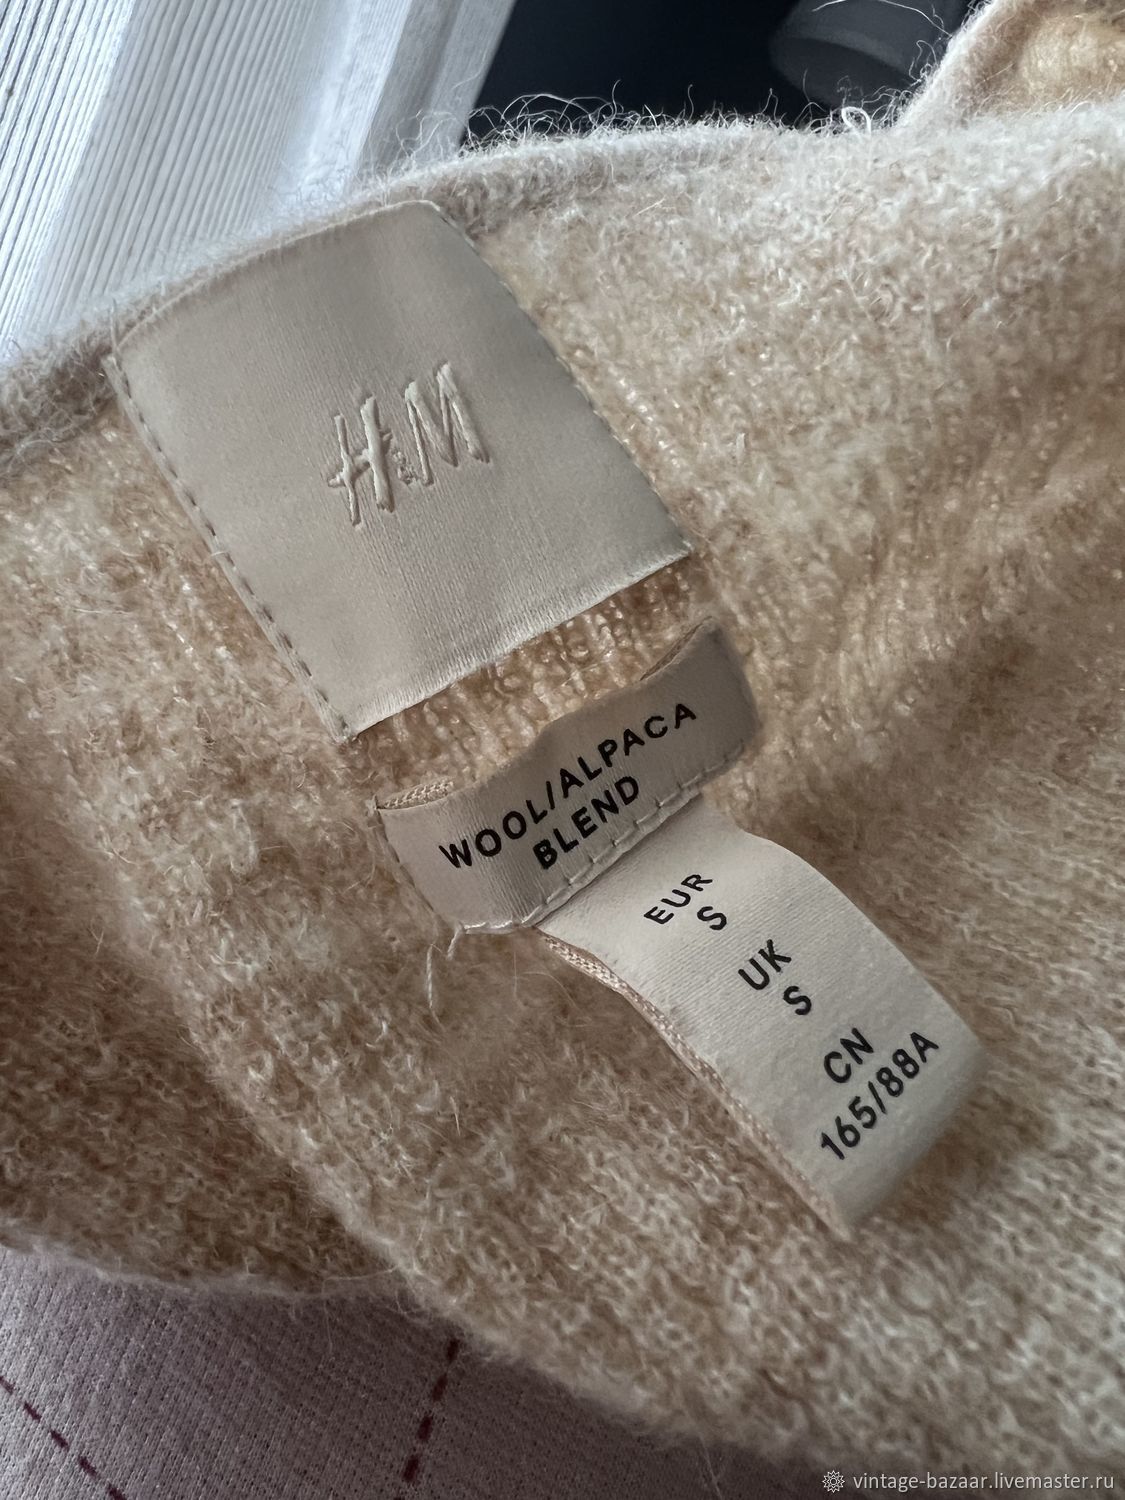 H&M
WOOL/ALPACA
BLEND
EUR
S
UK
S
CN
165/88A
vintage-bazaar.livemaster.ru